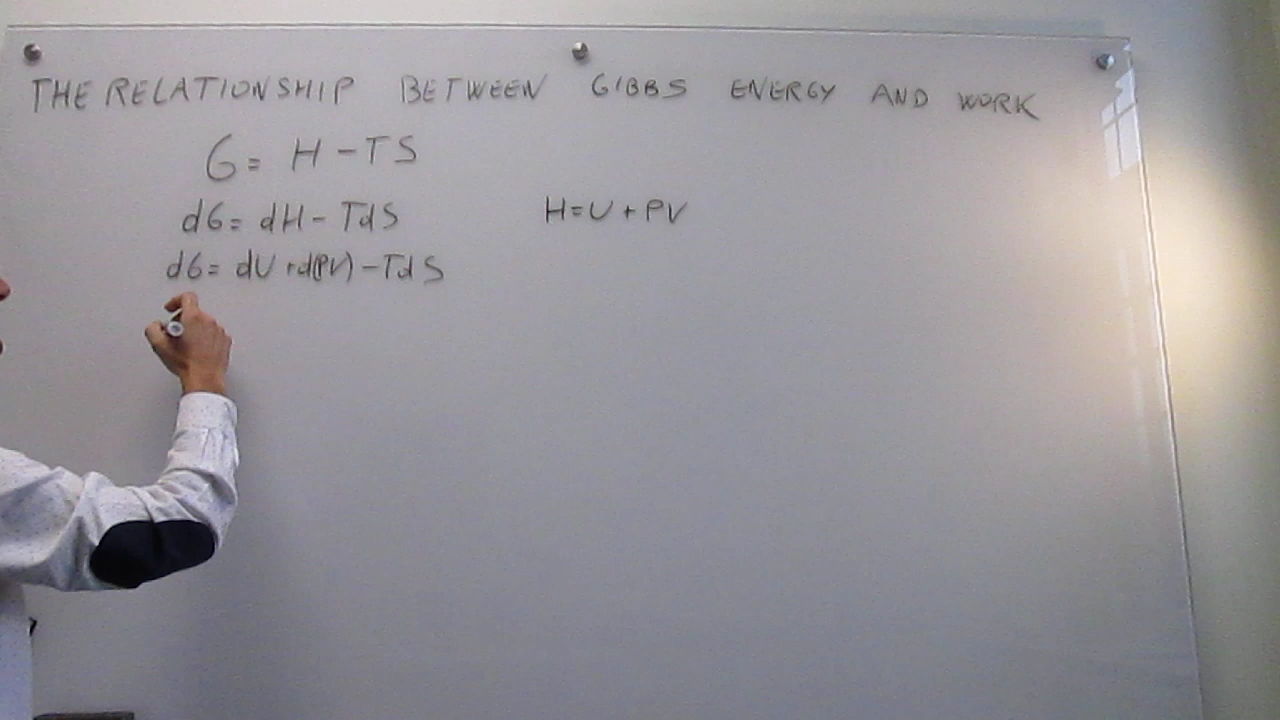 THE RELATIONSHIP BETWEEN GIBBS ENERGY AND WORK
G = H - TS
dG = dH - TdS
H = U + PV
dG = dU + d(PV) - TdS